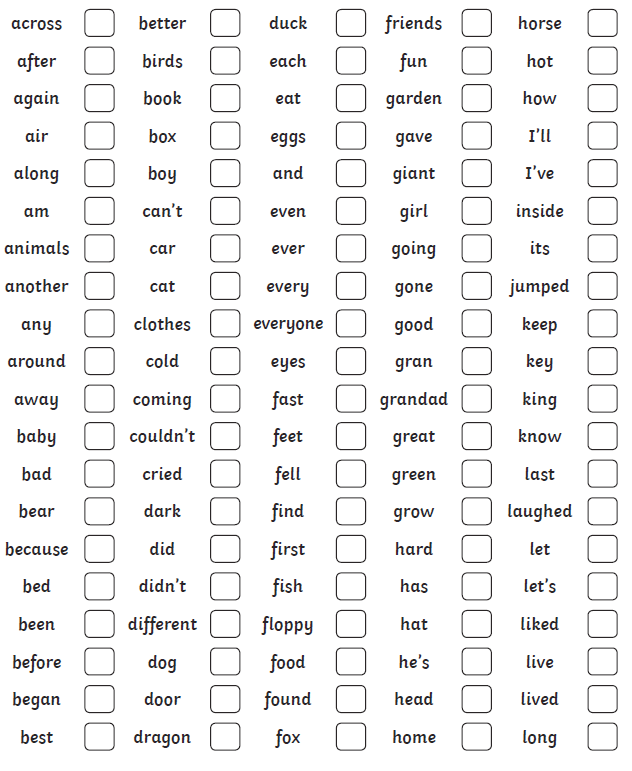 across better duck friends horse
after birds each fun hot
again book eat garden how
air box eggs gave I'll
along boy and giant I've
am can't even girl inside
animals car ever going its
another cat every gone jumped
any clothes everyone good keep
around cold eyes gran key
away coming fast grandad king
baby couldn't feet great know
bad cried fell green last
bear dark find grow laughed
because did first hard let
bed didn't fish has let's
been different floppy hat liked
before dog food he's live
began door found head lived
best dragon fox home long